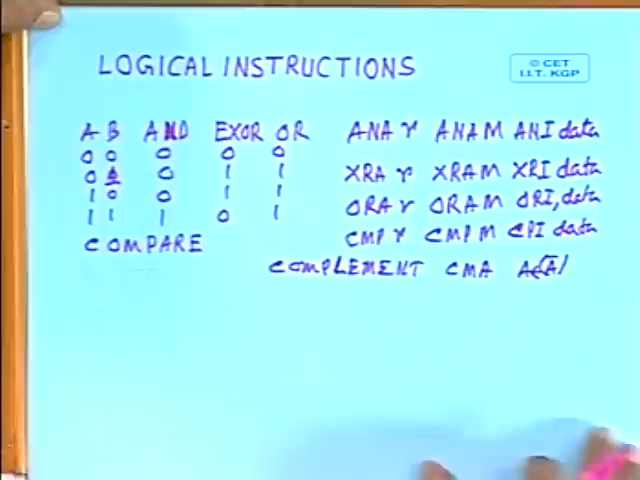 LOGICAL INSTRUCTIONS
© CET
I.I.T. KGP
A B AND EXOR OR ANA r ANA M ANI data
0 0 0 0 0
0 1 0 1 1 XRA r XRA M XRI data
1 0 0 1 1 ORA r ORA M ORI, data
1 1 1 0 1
COMPARE CMP r CMP M CPI data
COMPLEMENT CMA